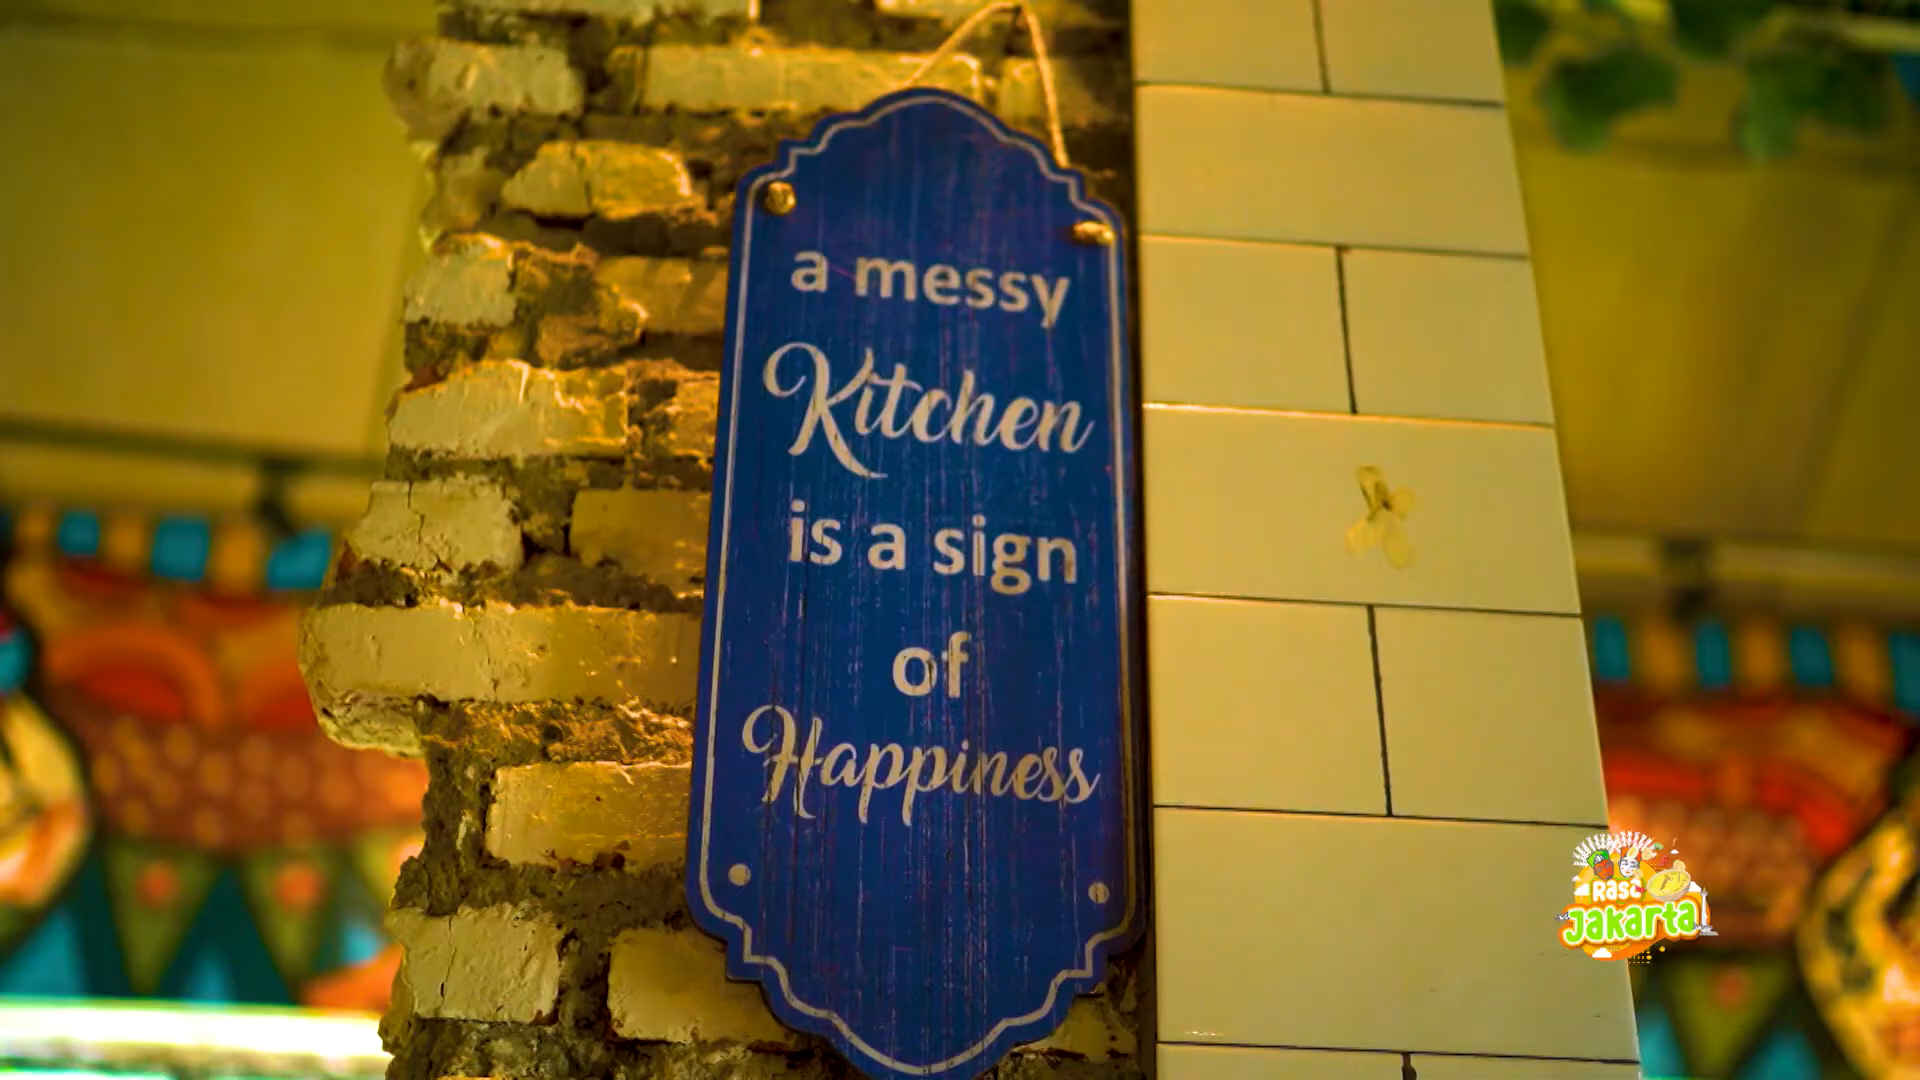 a messy
Kitchen
is a sign
of
Happiness
Rasa
Jakarta